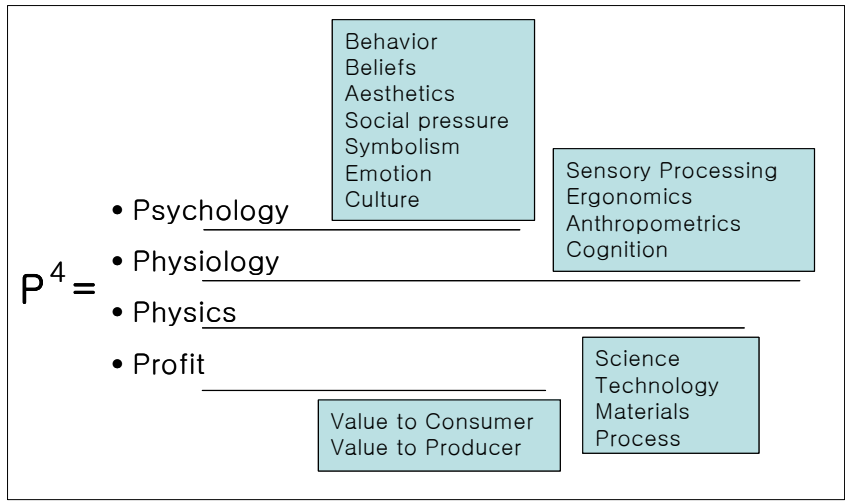 P⁴=
• Psychology
Behavior
Beliefs
Aesthetics
Social pressure
Symbolism
Emotion
Culture
• Physiology
Sensory Processing
Ergonomics
Anthropometrics
Cognition
• Physics
Science
Technology
Materials
Process
• Profit
Value to Consumer
Value to Producer